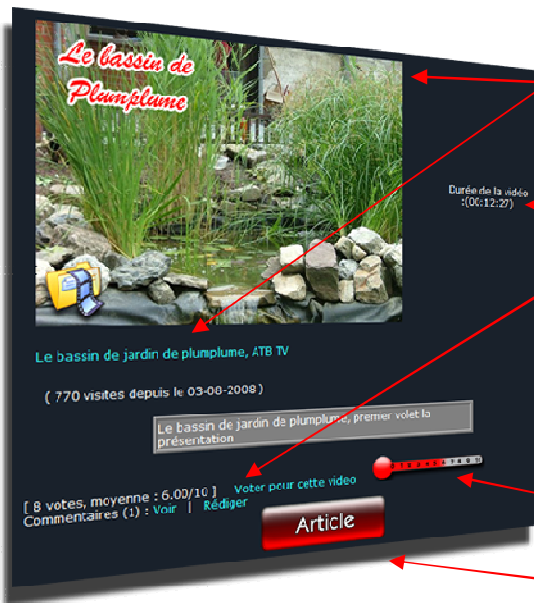 Le bassin de
Plumplume
Durée de la vidéo
:(00:12:27)
Le bassin de jardin de plumplume, ATB TV
( 770 visites depuis le 03-08-2008 )
Le bassin de jardin de plumplume, premier volet la
présentation
[ 8 votes, moyenne : 6.00/10 ] Voter pour cette video
Commentaires (1) : Voir | Rédiger
Article